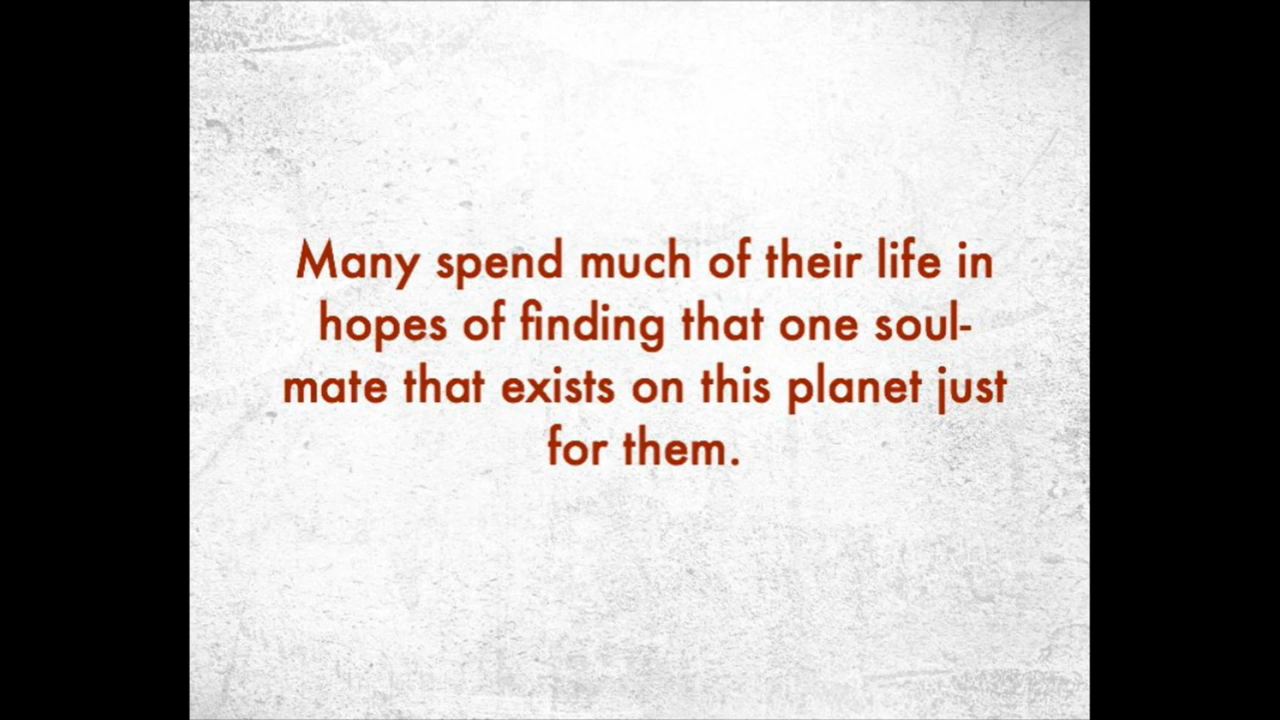 Many spend much of their life in
hopes of finding that one soul-
mate that exists on this planet just
for them.